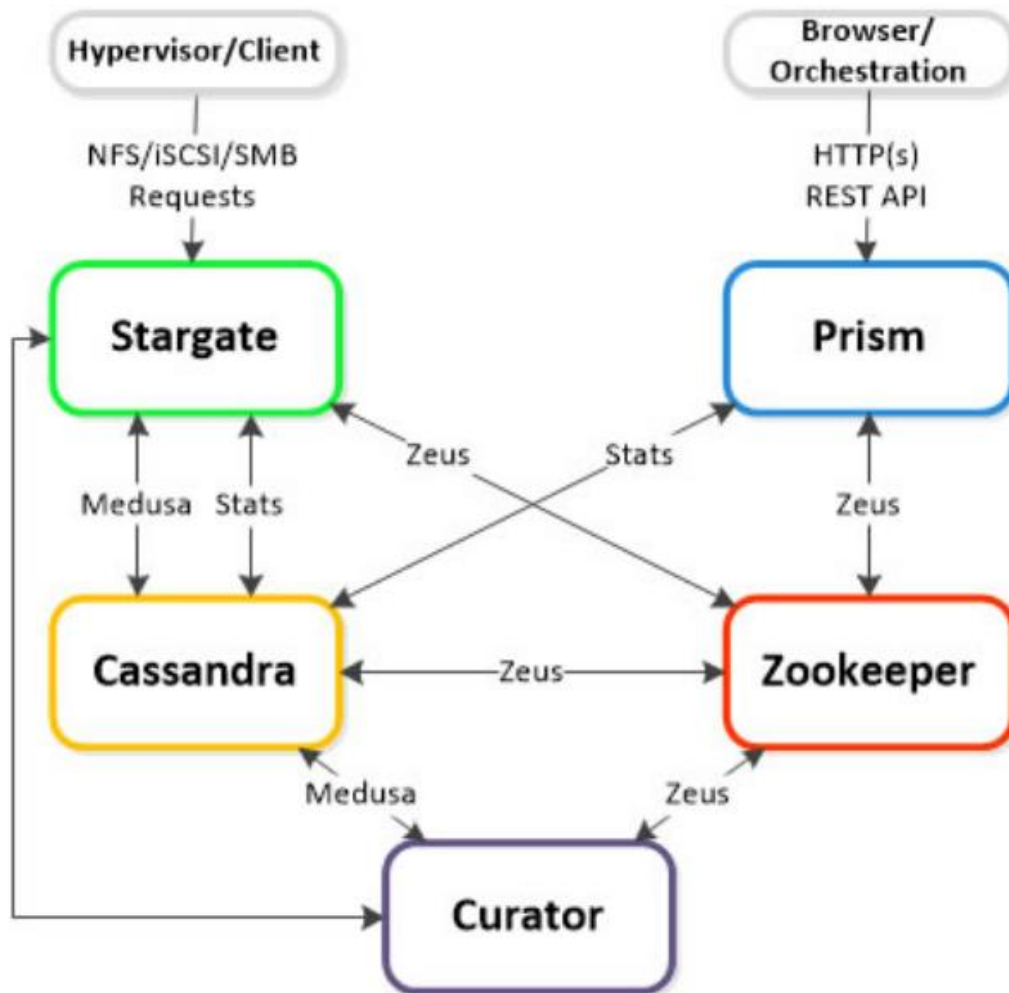 Hypervisor/Client
Browser/
Orchestration
NFS/iSCSI/SMB
Requests
HTTP(s)
REST API
Stargate
Prism
Zeus
Stats
Medusa
Stats
Zeus
Cassandra
Zeus
Zookeeper
Medusa
Zeus
Curator